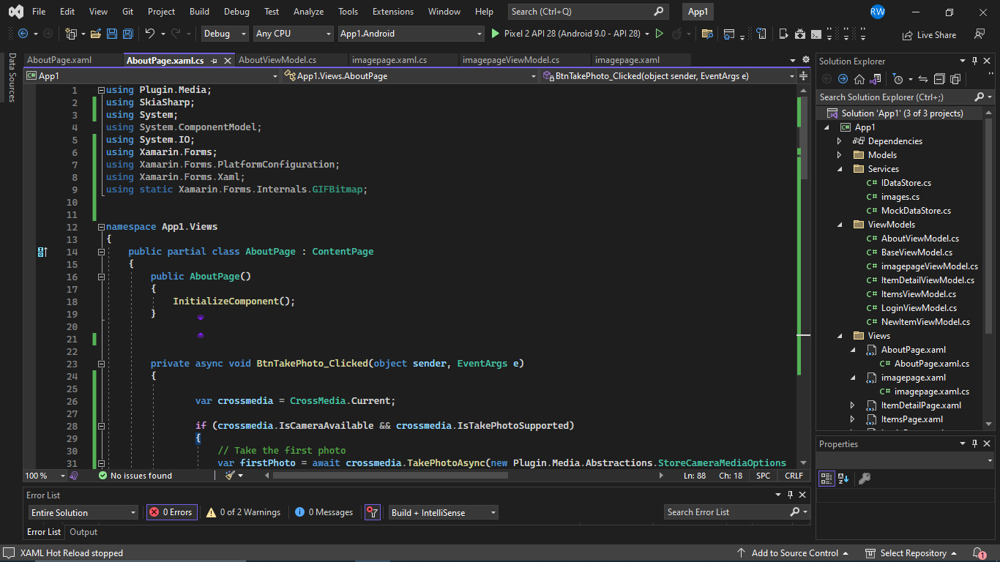 File Edit View Git Project Build Debug Test Analyze Tools Extensions Window Help Search (Ctrl+Q) App1 RW
Debug Any CPU App1.Android Pixel 2 API 28 (Android 9.0 - API 28) Live Share
Data Sources
AboutPage.xaml AboutPage.xaml.cs AboutViewModel.cs imagepage.xaml.cs imagepageViewModel.cs imagepage.xaml
C# App1 App1.Views.AboutPage BtnTakePhoto_Clicked(object sender, EventArgs e)
1 using Plugin.Media;
2 using SkiaSharp;
3 using System;
4 using System.ComponentModel;
5 using System.IO;
6 using Xamarin.Forms;
7 using Xamarin.Forms.PlatformConfiguration;
8 using Xamarin.Forms.Xaml;
9 using static Xamarin.Forms.Internals.GIFBitmap;
10
11
12 namespace App1.Views
13 {
14 public partial class AboutPage : ContentPage
15 {
16 public AboutPage()
17 {
18 InitializeComponent();
19 }
20
21
22
23 private async void BtnTakePhoto_Clicked(object sender, EventArgs e)
24 {
25
26 var crossmedia = CrossMedia.Current;
27
28 if (crossmedia.IsCameraAvailable && crossmedia.IsTakePhotoSupported)
29 {
30 // Take the first photo
31 var firstPhoto = await crossmedia.TakePhotoAsync(new Plugin.Media.Abstractions.StoreCameraMediaOptions
100 % No issues found Ln: 88 Ch: 18 SPC CRLF
Error List
Entire Solution 0 Errors 0 of 2 Warnings 0 Messages Build + IntelliSense Search Error List
Error List Output
Solution Explorer
Search Solution Explorer (Ctrl+;)
Solution 'App1' (3 of 3 projects)
C# App1
Dependencies
Models
Services
C# IDataStore.cs
C# images.cs
C# MockDataStore.cs
ViewModels
C# AboutViewModel.cs
C# BaseViewModel.cs
C# imagepageViewModel.cs
C# ItemDetailViewModel.cs
C# ItemsViewModel.cs
C# LoginViewModel.cs
C# NewItemViewModel.cs
Views
AboutPage.xaml
C# AboutPage.xaml.cs
imagepage.xaml
C# imagepage.xaml.cs
ItemDetailPage.xaml
ItemsPage.xaml
Properties
XAML Hot Reload stopped Add to Source Control Select Repository 1